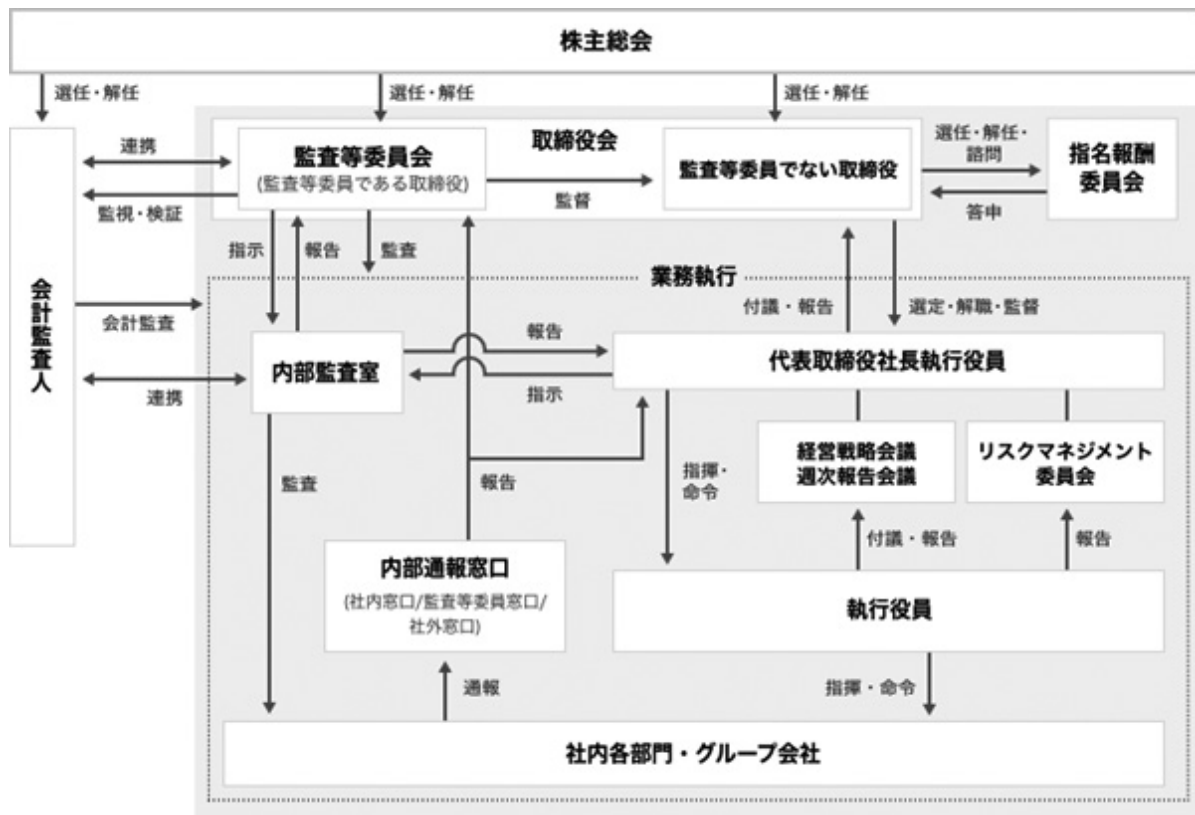 株主総会
選任・解任
選任・解任
選任・解任
取締役会
監査等委員会
(監査等委員である取締役)
監査等委員でない取締役
選任・解任・
諮問
答申
指名報酬
委員会
連携
監視・検証
監督
指示
報告
監査
業務執行
会計監査人
会計監査
連携
付議・報告
選定・解職・監督
内部監査室
報告
指示
代表取締役社長執行役員
経営戦略会議
週次報告会議
リスクマネジメント
委員会
監査
報告
指揮・
命令
付議・報告
報告
内部通報窓口
(社内窓口/監査等委員窓口/
社外窓口)
執行役員
通報
指揮・命令
社内各部門・グループ会社